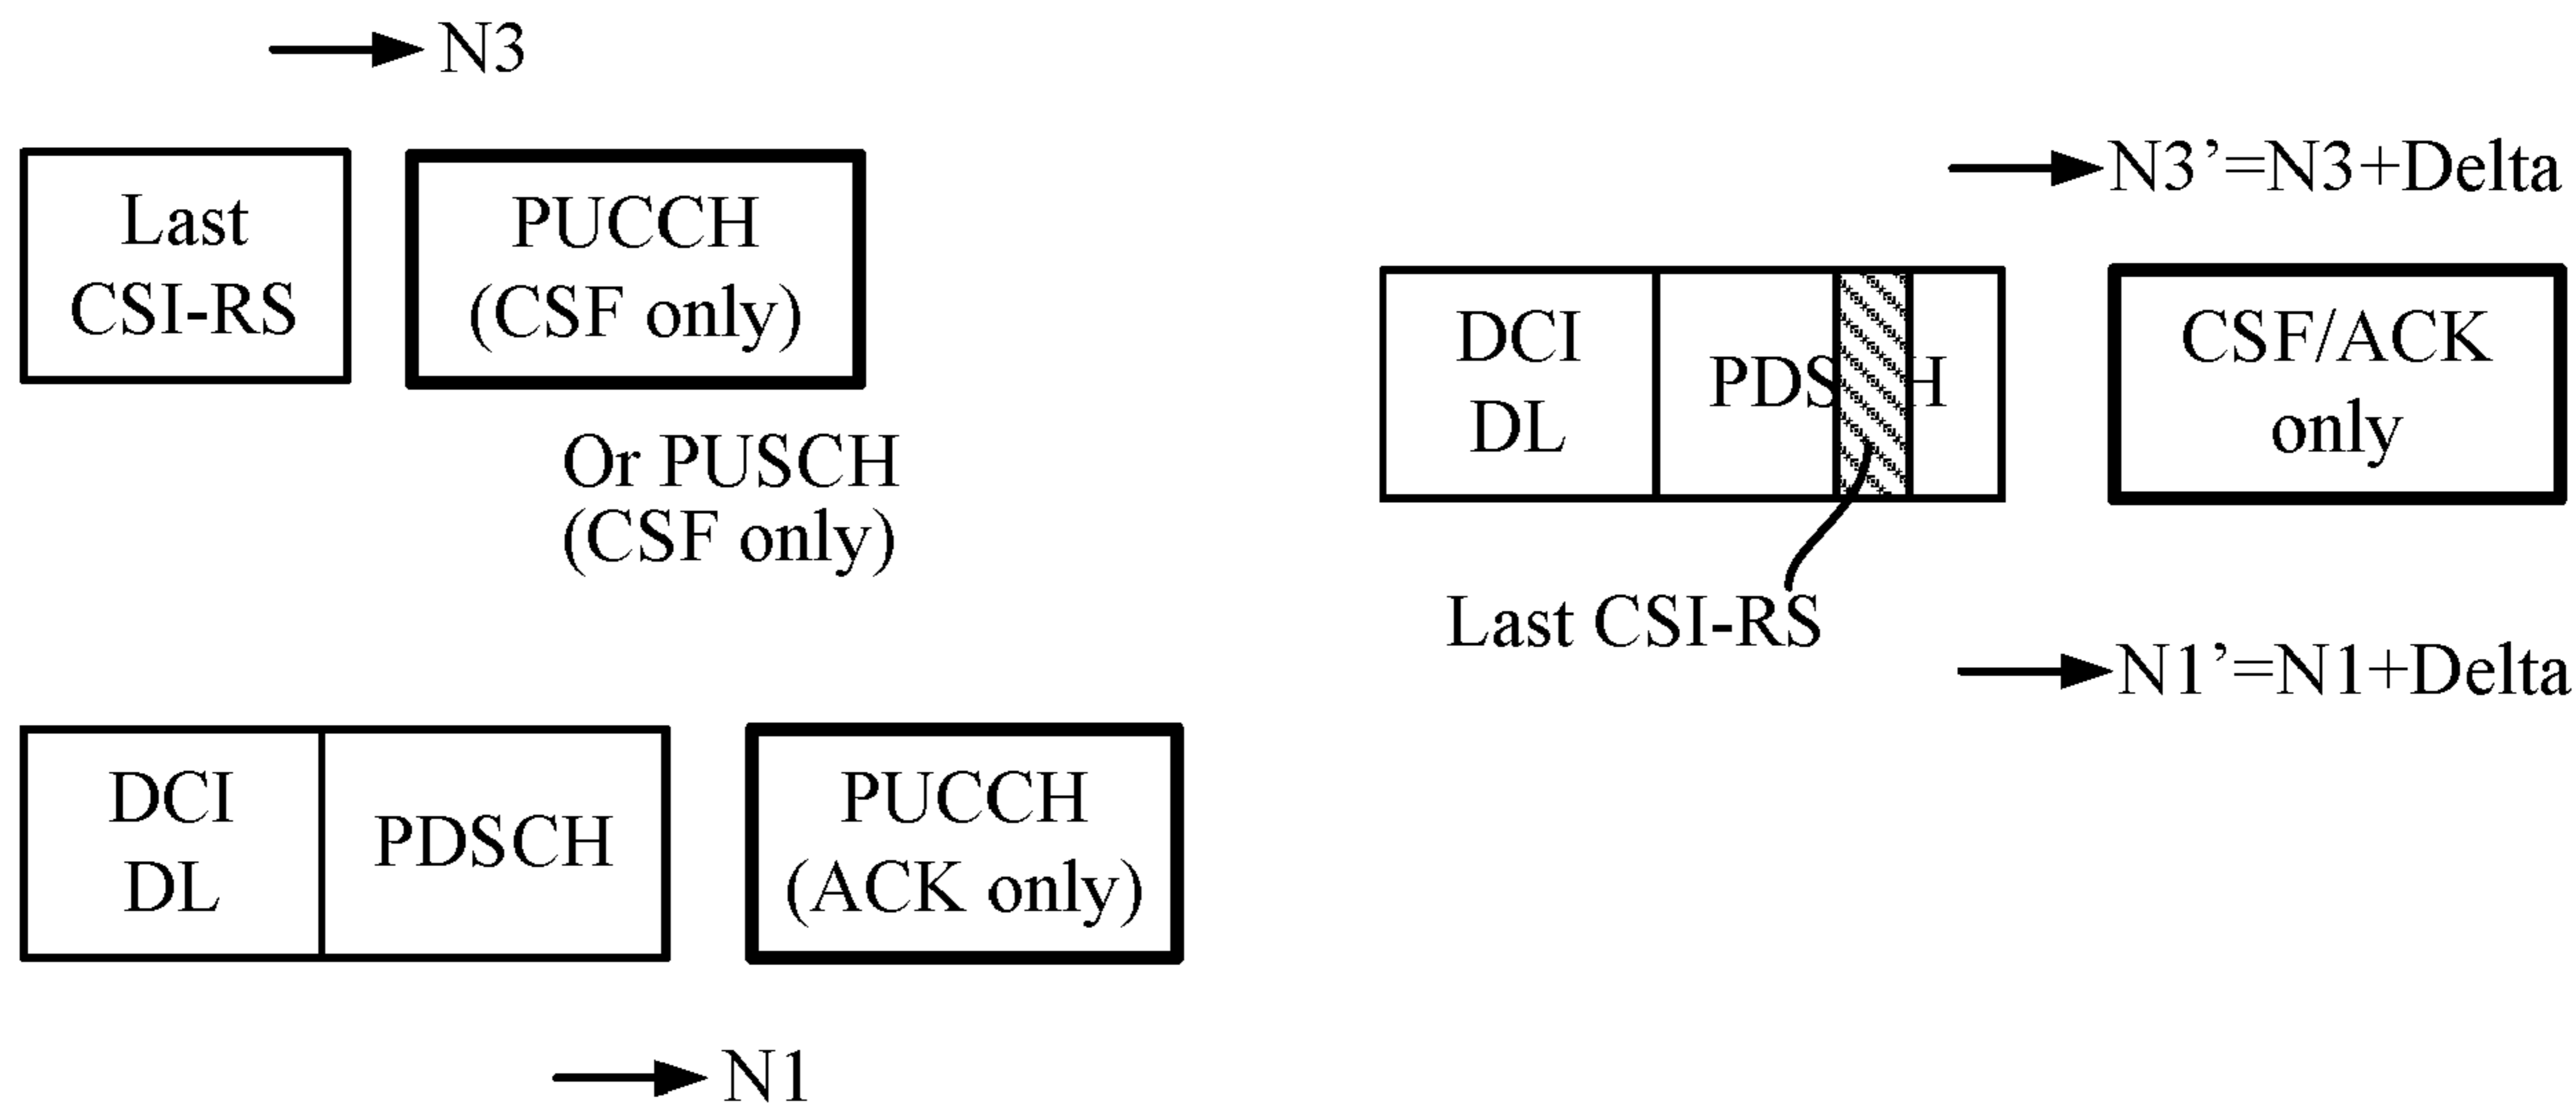 N3
Last
CSI-RS
PUCCH
(CSF only)
Or PUSCH
(CSF only)
DCI
DL
PDSCH
PUCCH
(ACK only)
N1
N3’=N3+Delta
DCI
DL
PDSCH
CSF/ACK
only
Last CSI-RS
N1’=N1+Delta